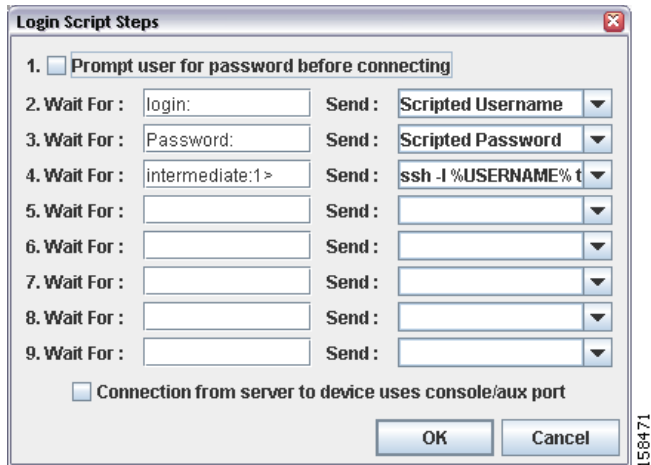 Login Script Steps
1. Prompt user for password before connecting
2. Wait For : login: Send : Scripted Username
3. Wait For : Password: Send : Scripted Password
4. Wait For : intermediate:1> Send : ssh -l %USERNAME% t
5. Wait For : Send :
6. Wait For : Send :
7. Wait For : Send :
8. Wait For : Send :
9. Wait For : Send :
Connection from server to device uses console/aux port
OK Cancel
158471